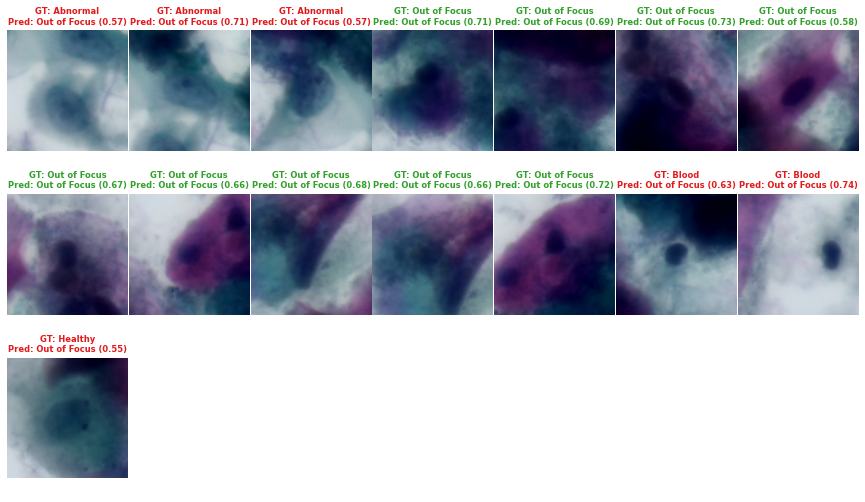 GT: Abnormal
Pred: Out of Focus (0.57)
GT: Abnormal
Pred: Out of Focus (0.71)
GT: Abnormal
Pred: Out of Focus (0.57)
GT: Out of Focus
Pred: Out of Focus (0.71)
GT: Out of Focus
Pred: Out of Focus (0.69)
GT: Out of Focus
Pred: Out of Focus (0.73)
GT: Out of Focus
Pred: Out of Focus (0.58)
GT: Out of Focus
Pred: Out of Focus (0.67)
GT: Out of Focus
Pred: Out of Focus (0.66)
GT: Out of Focus
Pred: Out of Focus (0.68)
GT: Out of Focus
Pred: Out of Focus (0.66)
GT: Out of Focus
Pred: Out of Focus (0.72)
GT: Blood
Pred: Out of Focus (0.63)
GT: Blood
Pred: Out of Focus (0.74)
GT: Healthy
Pred: Out of Focus (0.55)